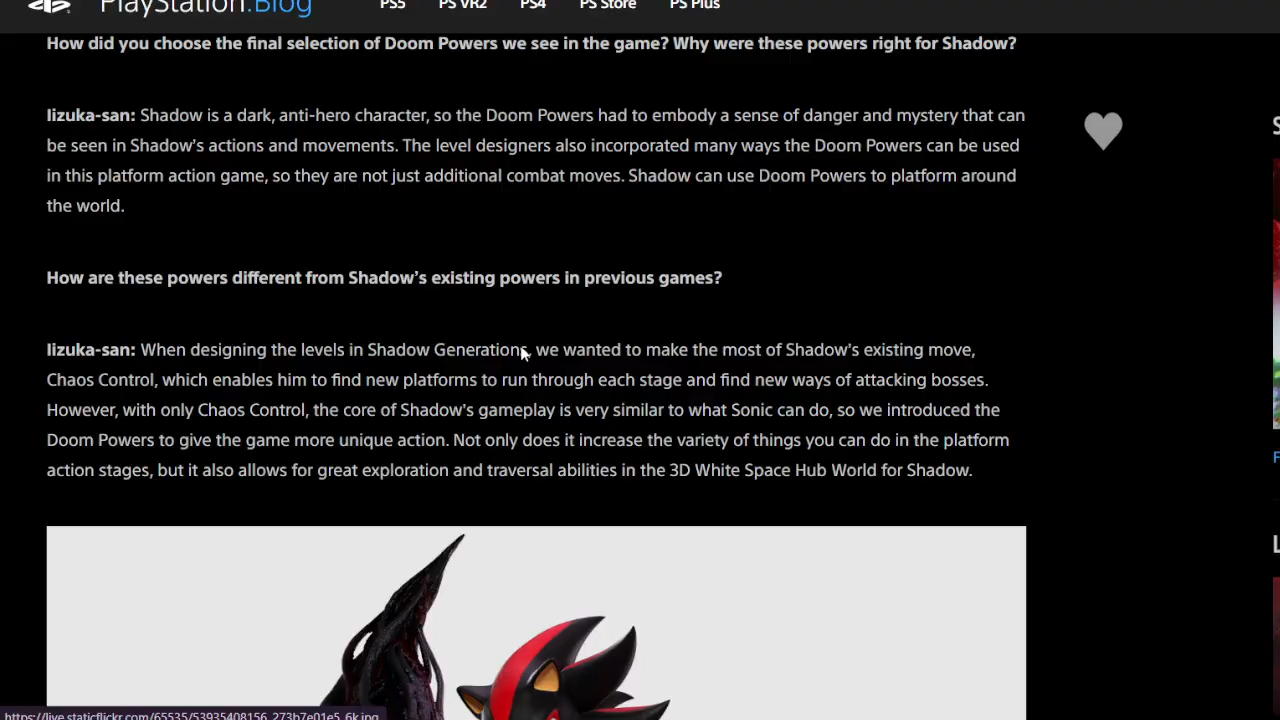 PlayStation.Blog
PS5 PS VR2 PS4 PS Store PS Plus
How did you choose the final selection of Doom Powers we see in the game? Why were these powers right for Shadow?
Iizuka-san: Shadow is a dark, anti-hero character, so the Doom Powers had to embody a sense of danger and mystery that can
be seen in Shadow's actions and movements. The level designers also incorporated many ways the Doom Powers can be used
in this platform action game, so they are not just additional combat moves. Shadow can use Doom Powers to platform around
the world.
How are these powers different from Shadow's existing powers in previous games?
Iizuka-san: When designing the levels in Shadow Generations, we wanted to make the most of Shadow's existing move,
Chaos Control, which enables him to find new platforms to run through each stage and find new ways of attacking bosses.
However, with only Chaos Control, the core of Shadow's gameplay is very similar to what Sonic can do, so we introduced the
Doom Powers to give the game more unique action. Not only does it increase the variety of things you can do in the platform
action stages, but it also allows for great exploration and traversal abilities in the 3D White Space Hub World for Shadow.
https://live.staticflickr.com/65535/53935408156_273b7e01e5_6k.jpg